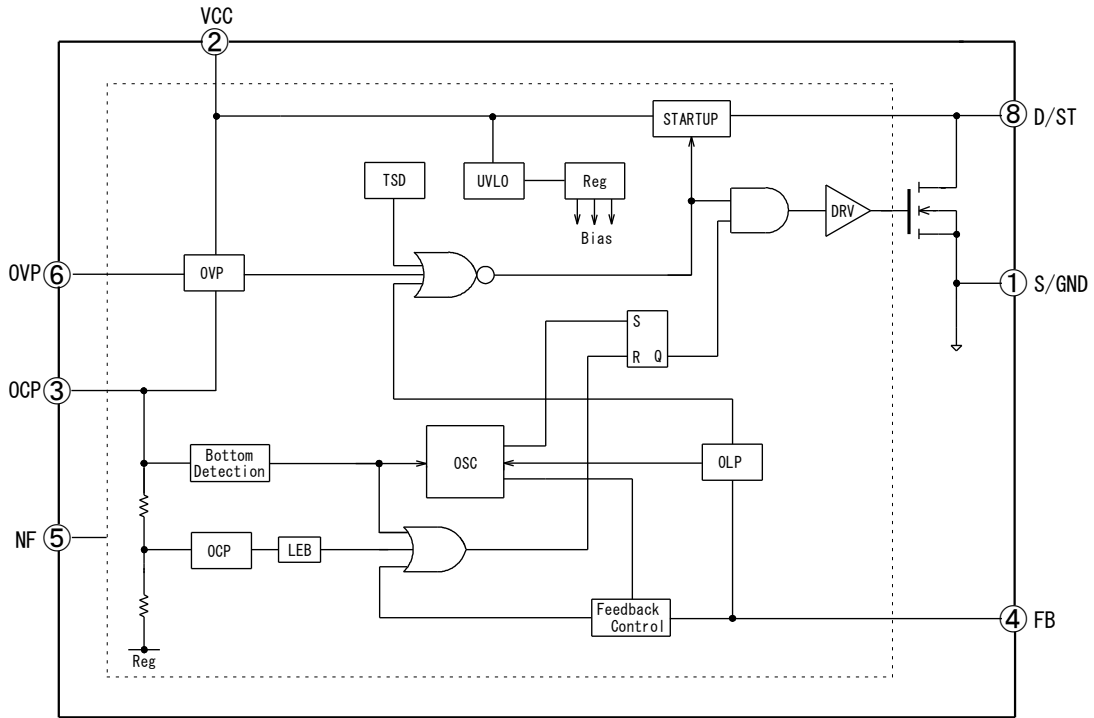 VCC
②
⑧ D/ST
STARTUP
TSD
UVLO
Reg
DRV
Bias
OVP ⑥
OVP
① S/GND
S
R Q
OCP ③
Bottom
Detection
OSC
OLP
NF ⑤
OCP
LEB
Feedback
Control
④ FB
Reg